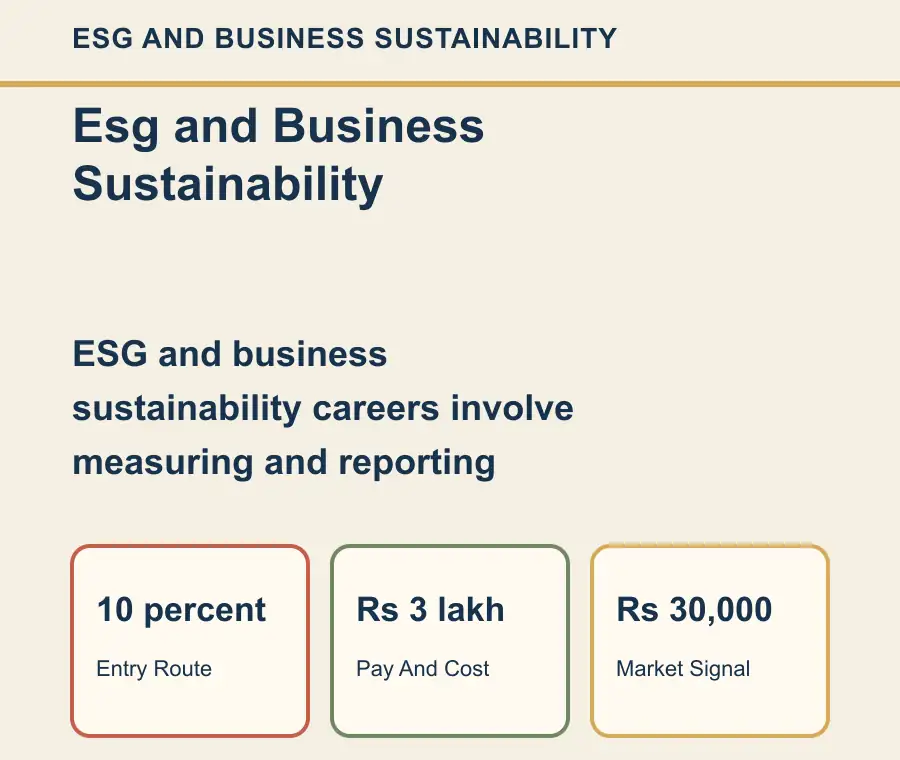 ESG AND BUSINESS SUSTAINABILITY
Esg and Business
Sustainability
ESG and business
sustainability careers involve
measuring and reporting
10 percent
Entry Route
Rs 3 lakh
Pay And Cost
Rs 30,000
Market Signal